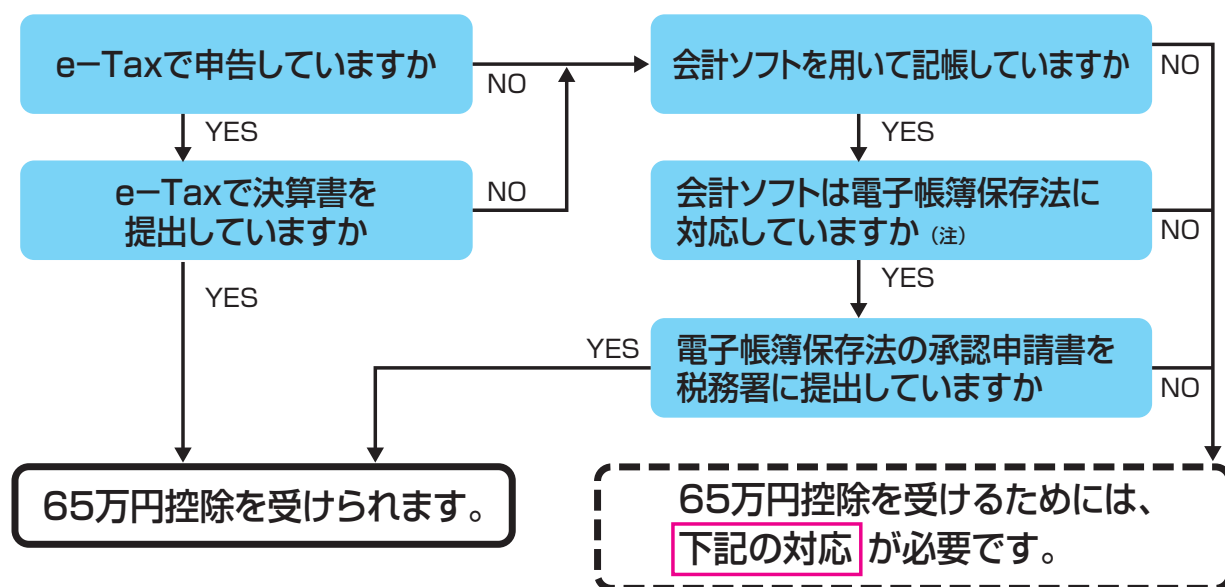 e-Taxで申告していますか
NO
YES
e-Taxで決算書を
提出していますか
NO
YES
会計ソフトを用いて記帳していますか
NO
YES
会計ソフトは電子帳簿保存法に
対応していますか(注)
NO
YES
電子帳簿保存法の承認申請書を
税務署に提出していますか
YES
NO
65万円控除を受けられます。
65万円控除を受けるためには、
下記の対応が必要です。